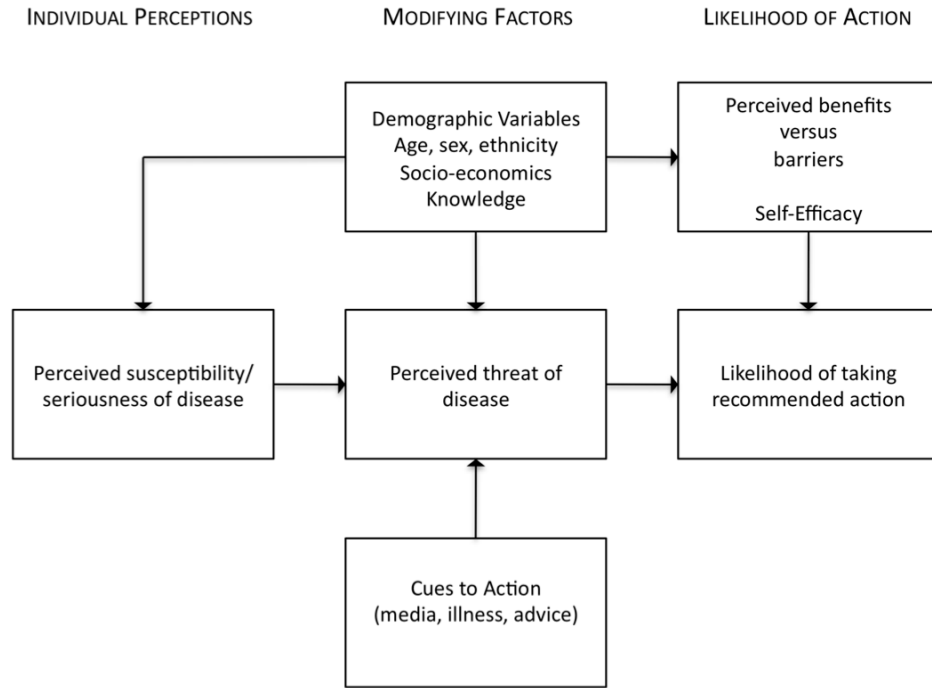 INDIVIDUAL PERCEPTIONS
MODIFYING FACTORS
LIKELIHOOD OF ACTION
Demographic Variables
Age, sex, ethnicity
Socio-economics
Knowledge
Perceived benefits
versus
barriers
Self-Efficacy
Perceived susceptibility/
seriousness of disease
Perceived threat of
disease
Likelihood of taking
recommended action
Cues to Action
(media, illness, advice)